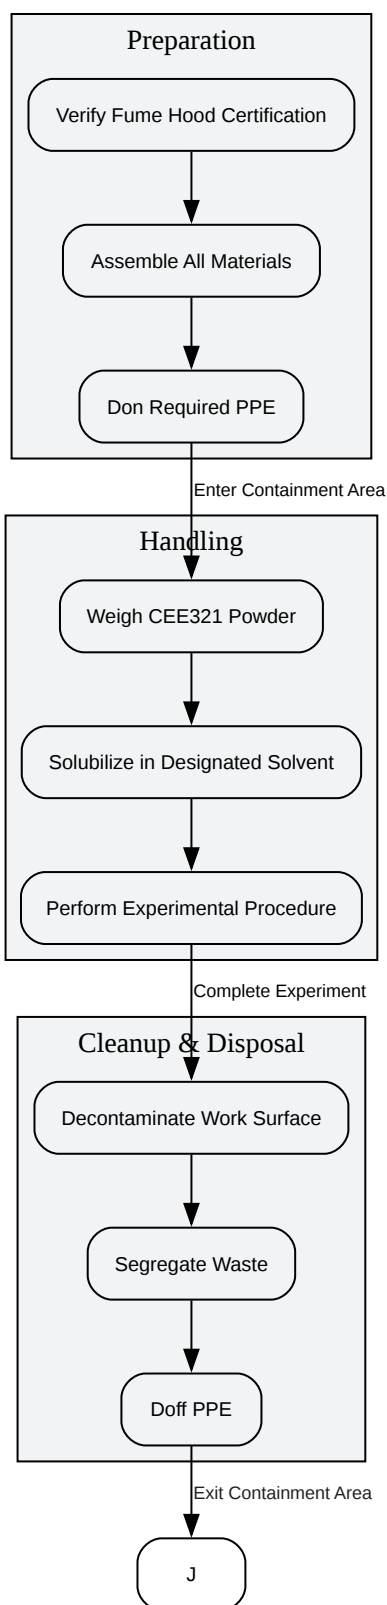 Preparation
Verify Fume Hood Certification
Assemble All Materials
Don Required PPE
Enter Containment Area
Handling
Weigh CEE321 Powder
Solubilize in Designated Solvent
Perform Experimental Procedure
Complete Experiment
Cleanup & Disposal
Decontaminate Work Surface
Segregate Waste
Doff PPE
Exit Containment Area
J